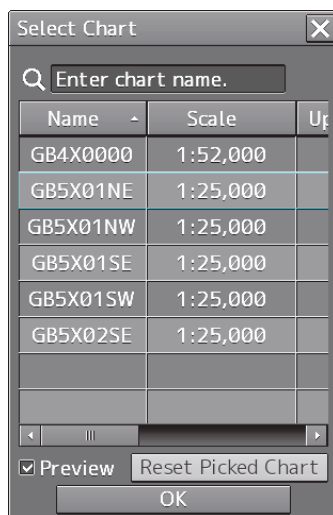 Select Chart
Enter chart name.
Name Scale Up
GB4X0000 1:52,000
GB5X01NE 1:25,000
GB5X01NW 1:25,000
GB5X01SE 1:25,000
GB5X01SW 1:25,000
GB5X02SE 1:25,000
Preview Reset Picked Chart
OK